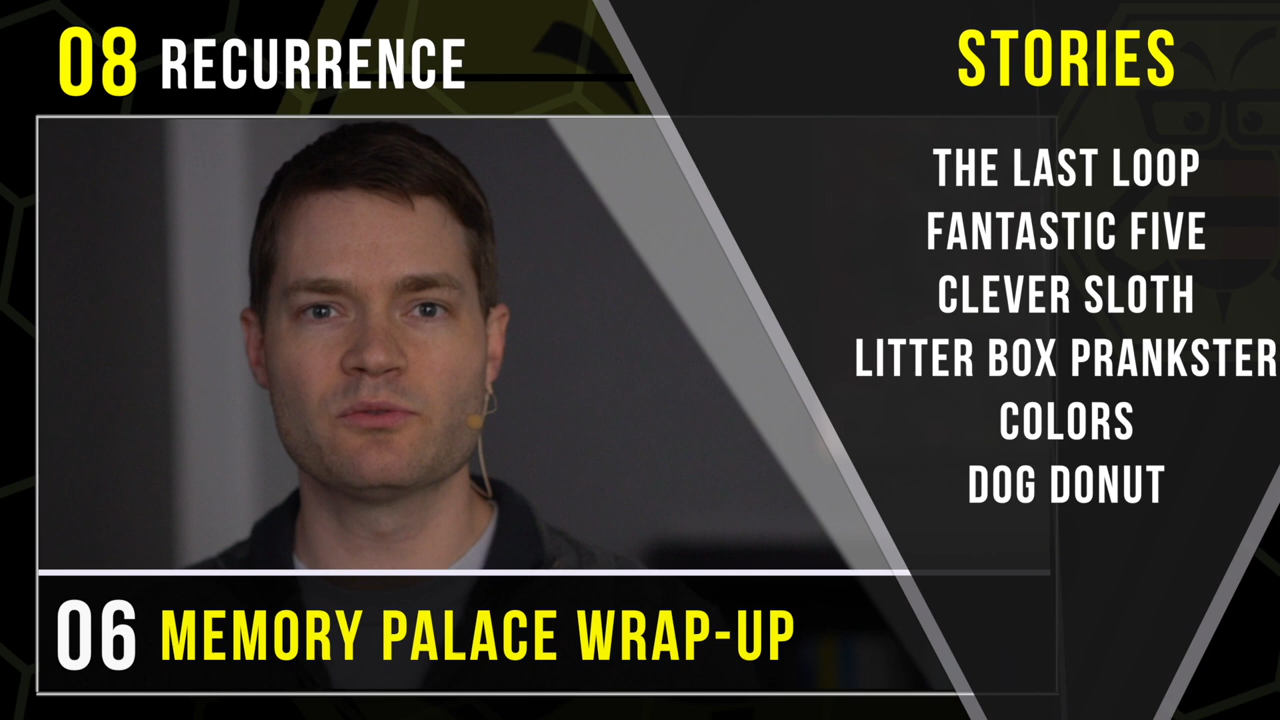 08 RECURRENCE
STORIES
THE LAST LOOP
FANTASTIC FIVE
CLEVER SLOTH
LITTER BOX PRANKSTER
COLORS
DOG DONUT
06 MEMORY PALACE WRAP-UP